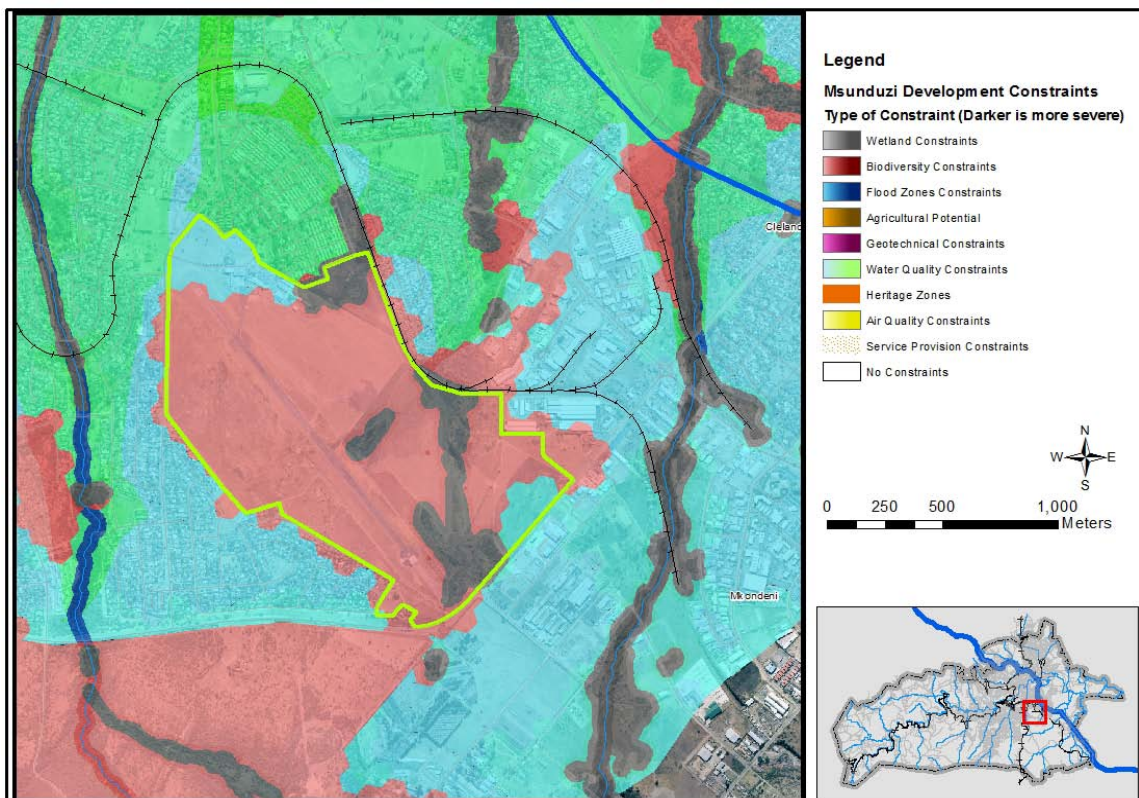 Cleland
Mkondeni
Legend
Msunduzi Development Constraints
Type of Constraint (Darker is more severe)
Wetland Constraints
Biodiversity Constraints
Flood Zones Constraints
Agricultural Potential
Geotechnical Constraints
Water Quality Constraints
Heritage Zones
Air Quality Constraints
Service Provision Constraints
No Constraints
N
W E
S
0 250 500 1,000
Meters